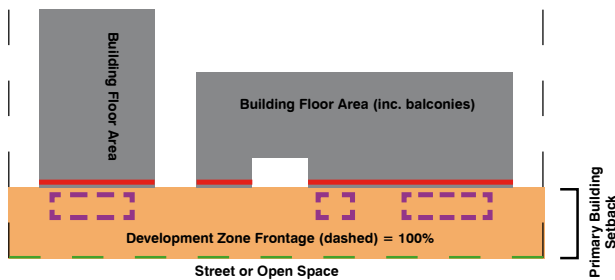 Building Floor Area
Building Floor Area (inc. balconies)
Development Zone Frontage (dashed) = 100%
Street or Open Space
Primary Building
Setback